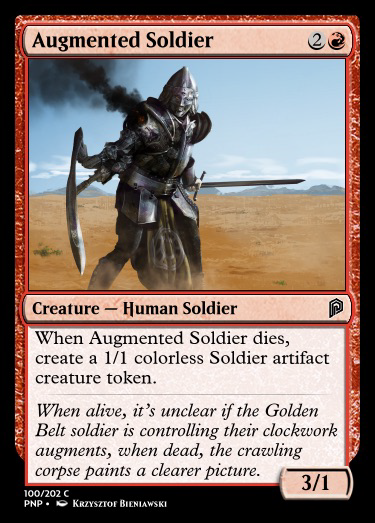 Augmented Soldier 2
Creature — Human Soldier
When Augmented Soldier dies,
create a 1/1 colorless Soldier artifact
creature token.
When alive, it's unclear if the Golden
Belt soldier is controlling their clockwork
augments, when dead, the crawling
corpse paints a clearer picture.
3/1
100/202 C
PNP • Krzysztof Bieniawski